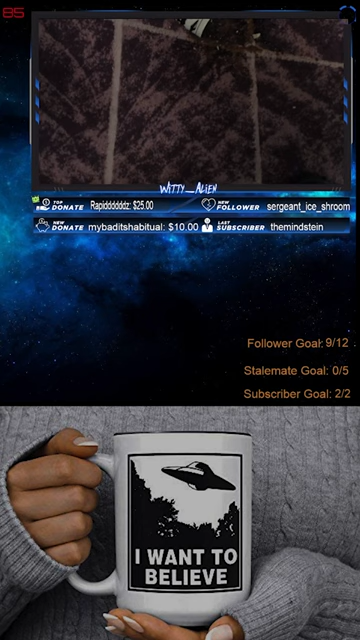 85
Witty_Alien
TOP DONATE Rapiddddddz: $25.00 NEW FOLLOWER sergeant_ice_shroom
NEW DONATE mybaditshabitual: $10.00 LAST SUBSCRIBER themindstein
Follower Goal: 9/12
Stalemate Goal: 0/5
Subscriber Goal: 2/2
I WANT TO
BELIEVE